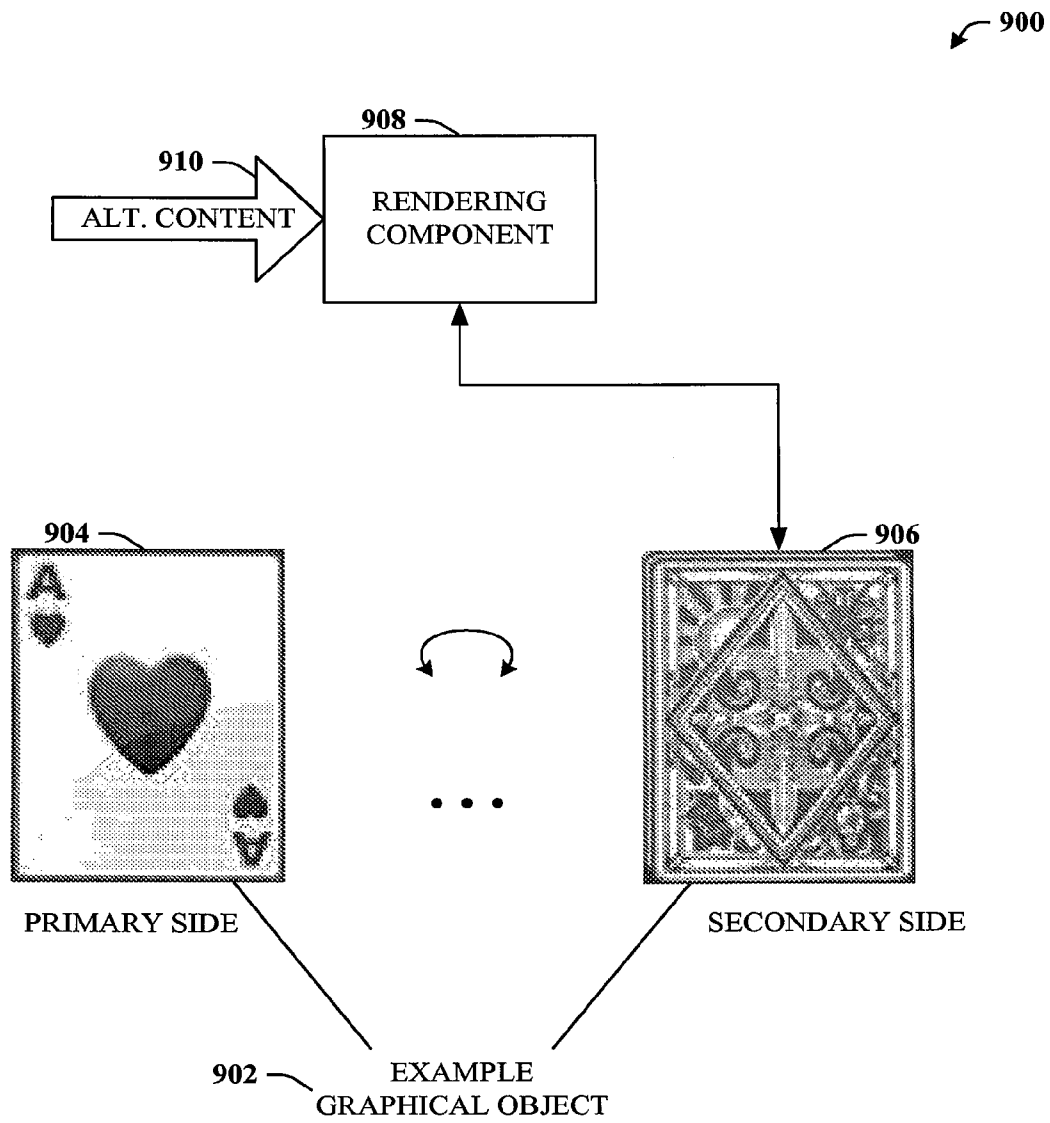 900
908
910
ALT. CONTENT
RENDERING
COMPONENT
904
906
A
A
PRIMARY SIDE
SECONDARY SIDE
902
EXAMPLE
GRAPHICAL OBJECT